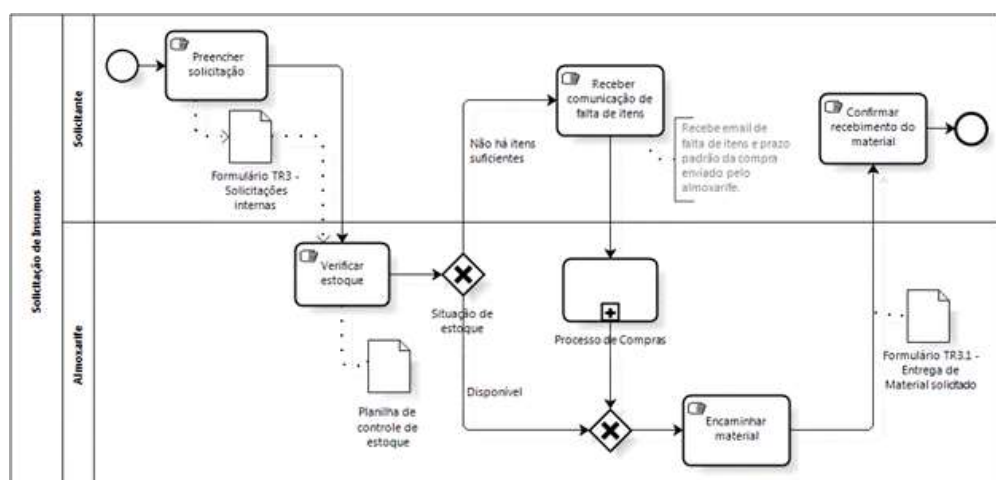 Solicitação de Insumos
Solicitante
Preencher
solicitação
Formulário TR3 -
Solicitações
internas
Não há itens
suficientes
Receber
comunicação de
falta de itens
Recebe email de
falta de itens e prazo
padrão da compra
enviado pelo
almoxarife.
Confirmar
recebimento do
material
Almoxarife
Verificar
estoque
Situação de
estoque
Planilha de
controle de
estoque
Disponível
Processo de Compras
Encaminhar
material
Formulário TR3.1 -
Entrega de
Material solicitado